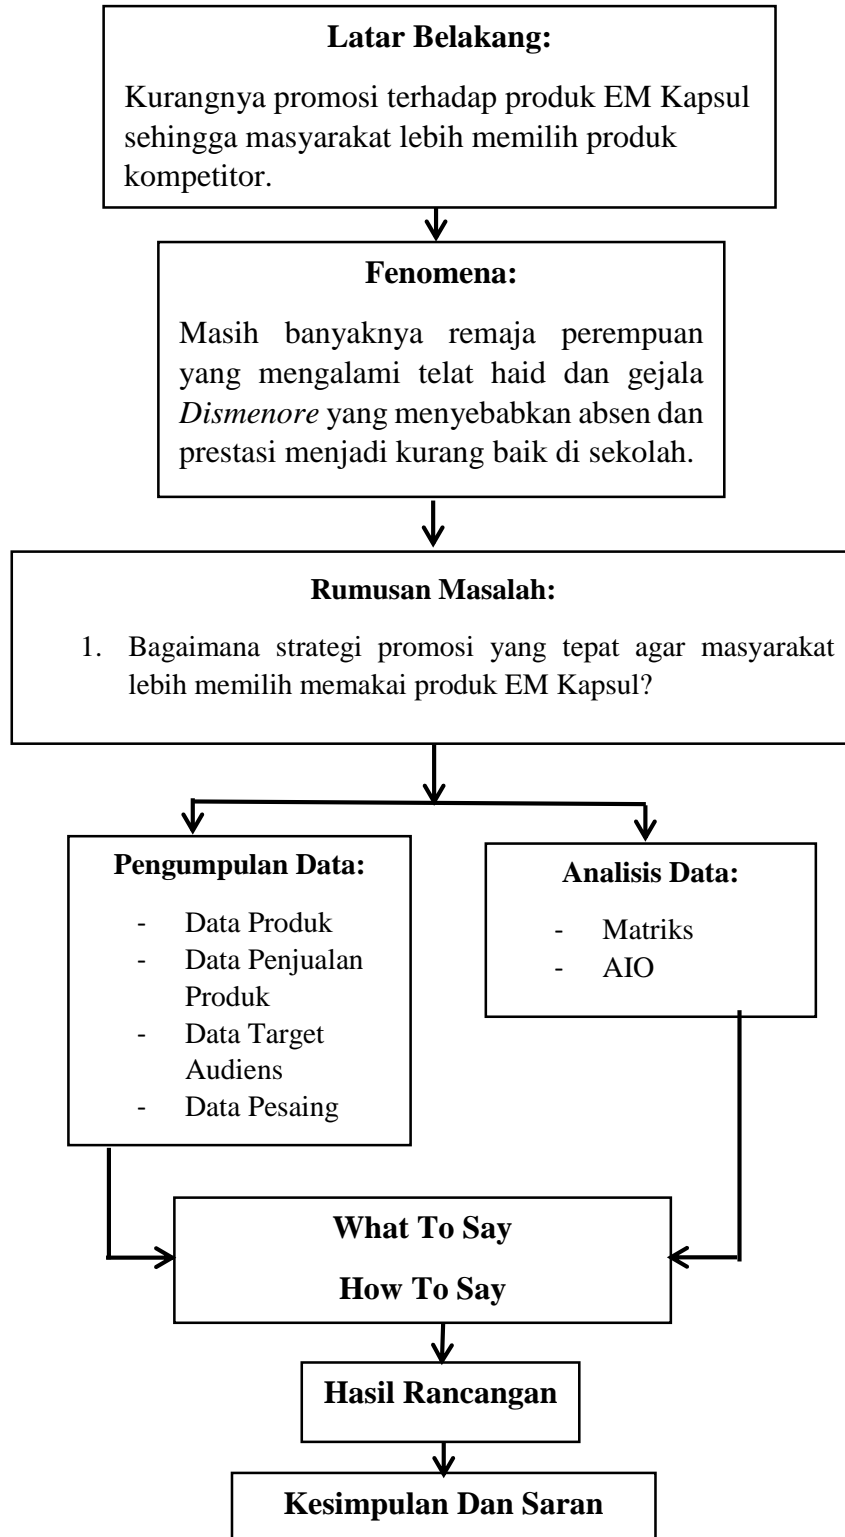 Latar Belakang:
Kurangnya promosi terhadap produk EM Kapsul
sehingga masyarakat lebih memilih produk
kompetitor.
Fenomena:
Masih banyaknya remaja perempuan
yang mengalami telat haid dan gejala
Dismenore yang menyebabkan absen dan
prestasi menjadi kurang baik di sekolah.
Rumusan Masalah:
1. Bagaimana strategi promosi yang tepat agar masyarakat
lebih memilih memakai produk EM Kapsul?
Pengumpulan Data:
- Data Produk
- Data Penjualan
Produk
- Data Target
Audiens
- Data Pesaing
Analisis Data:
- Matriks
- AIO
What To Say
How To Say
Hasil Rancangan
Kesimpulan Dan Saran